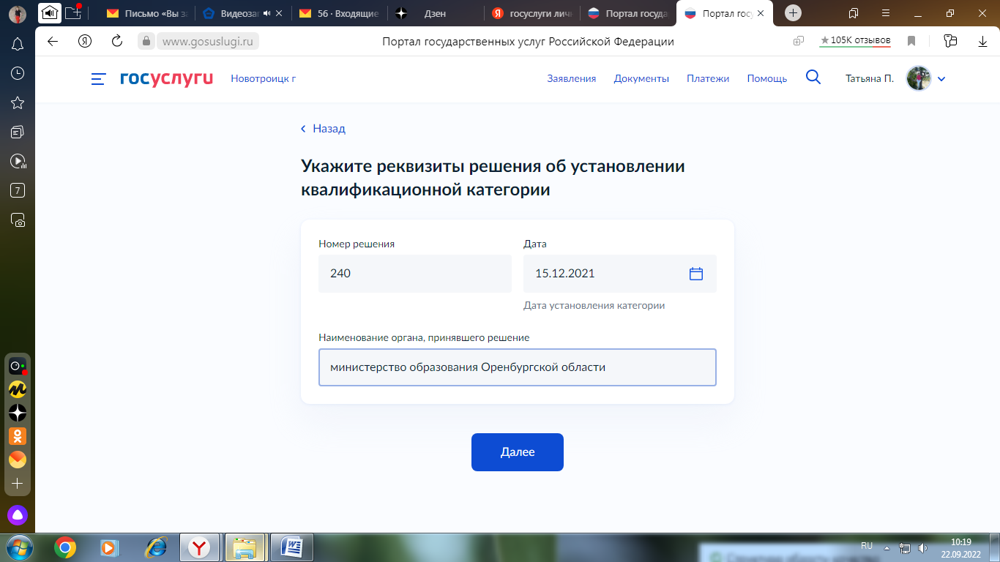 Письмо «Вы за
Видеозап
56 · Входящие
Дзен
госуслуги личн
Портал государ
Портал госу
www.gosuslugi.ru
Портал государственных услуг Российской Федерации
★105K отзывов
госуслуги
Новотроицк г
Заявления
Документы
Платежи
Помощь
Татьяна П.
7
Назад
Укажите реквизиты решения об установлении
квалификационной категории
Номер решения
Дата
240
15.12.2021
Дата установления категории
Наименование органа, принявшего решение
министерство образования Оренбургской области
Далее
RU
10:19
22.09.2022